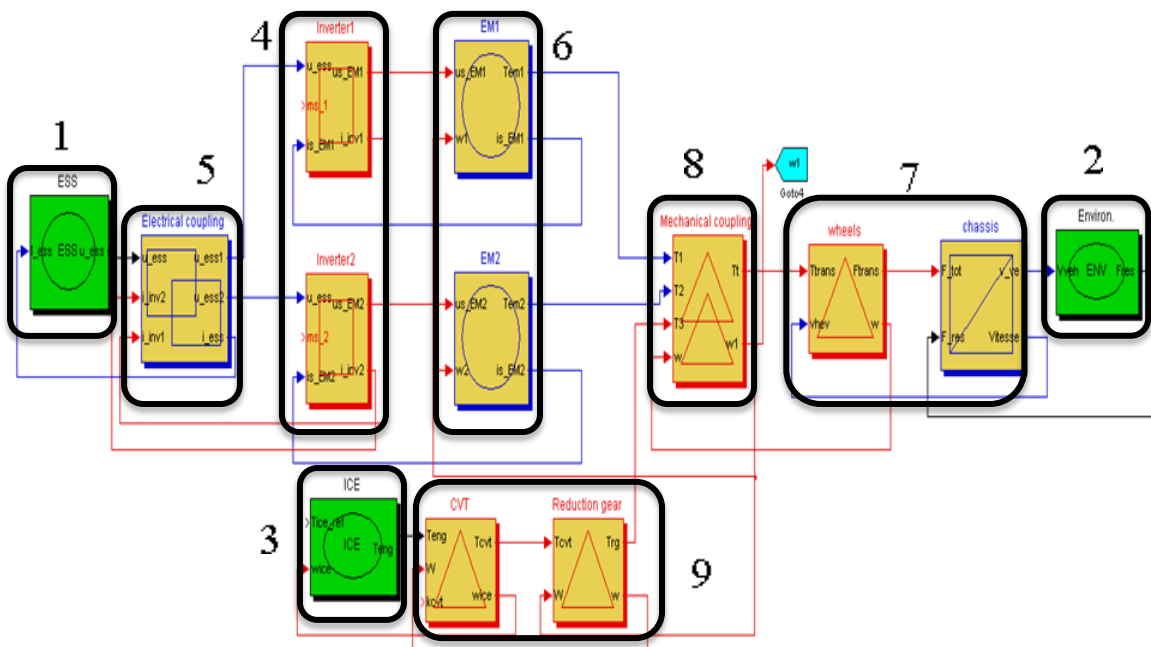 4
Inverter1
u_ess
us_EM1
ms_1
is_EM1
i_inv1
EM1
us_EM1
Tem1
w1
is_EM1
6
1
ESS
I_ess
ESS
u_ess
5
Electrical coupling
u_ess
u_ess1
i_inv2
u_ess2
i_inv1
i_ess
Inverter2
u_ess
us_EM2
ms_2
is_EM2
i_inv2
EM2
us_EM2
Tem2
w2
is_EM2
8
Mechanical coupling
T1
T2
T3
w
Tt
w1
w1
Goto4
7
wheels
Ttrans
Ftrans
vhev
w
chassis
F_tot
v_ve
F_res
Vitesse
2
Environ.
Vveh
ENV
Fres
3
ICE
Tice_ref
ICE
Teng
wice
CVT
Teng
Tcvt
W
kcvt
wice
Reduction gear
Tcvt
Trg
W
w
9